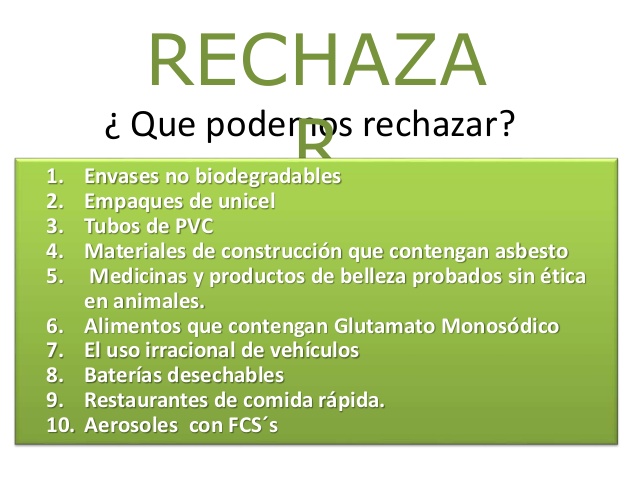 RECHAZA
R
¿ Que podemos rechazar?
1. Envases no biodegradables
2. Empaques de unicel
3. Tubos de PVC
4. Materiales de construcción que contengan asbesto
5. Medicinas y productos de belleza probados sin ética
en animales.
6. Alimentos que contengan Glutamato Monosódico
7. El uso irracional de vehículos
8. Baterías desechables
9. Restaurantes de comida rápida.
10. Aerosoles con FCS´s